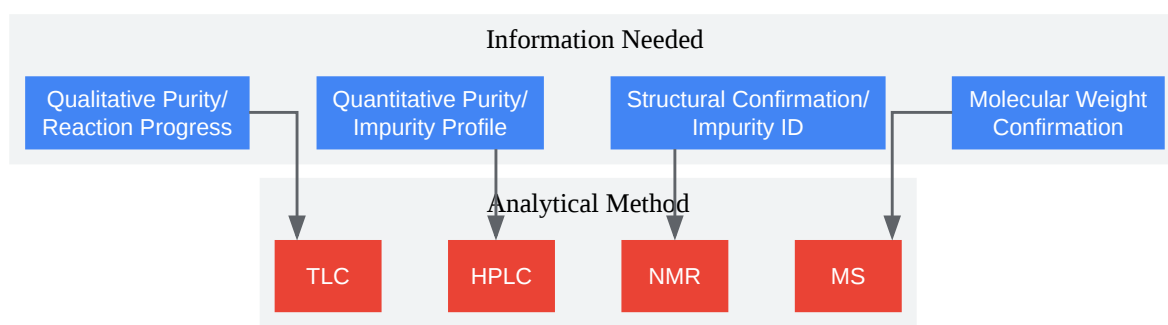 Information Needed
Qualitative Purity/
Reaction Progress
Quantitative Purity/
Impurity Profile
Structural Confirmation/
Impurity ID
Molecular Weight
Confirmation
Analytical Method
TLC
HPLC
NMR
MS